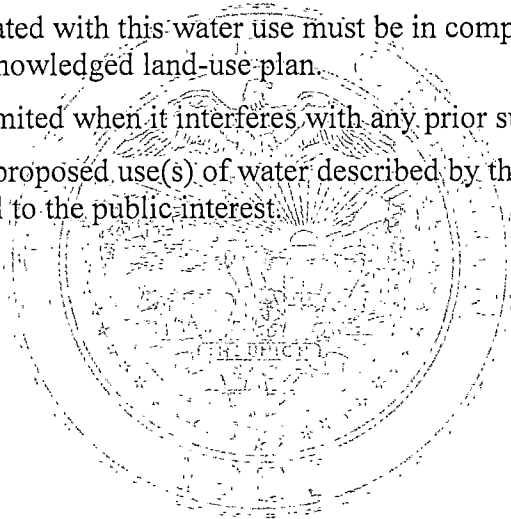 ated with this water use must be in comp
nowledged land-use plan.
mited when it interferes with any prior su
proposed use(s) of water described by th
l to the public interest.